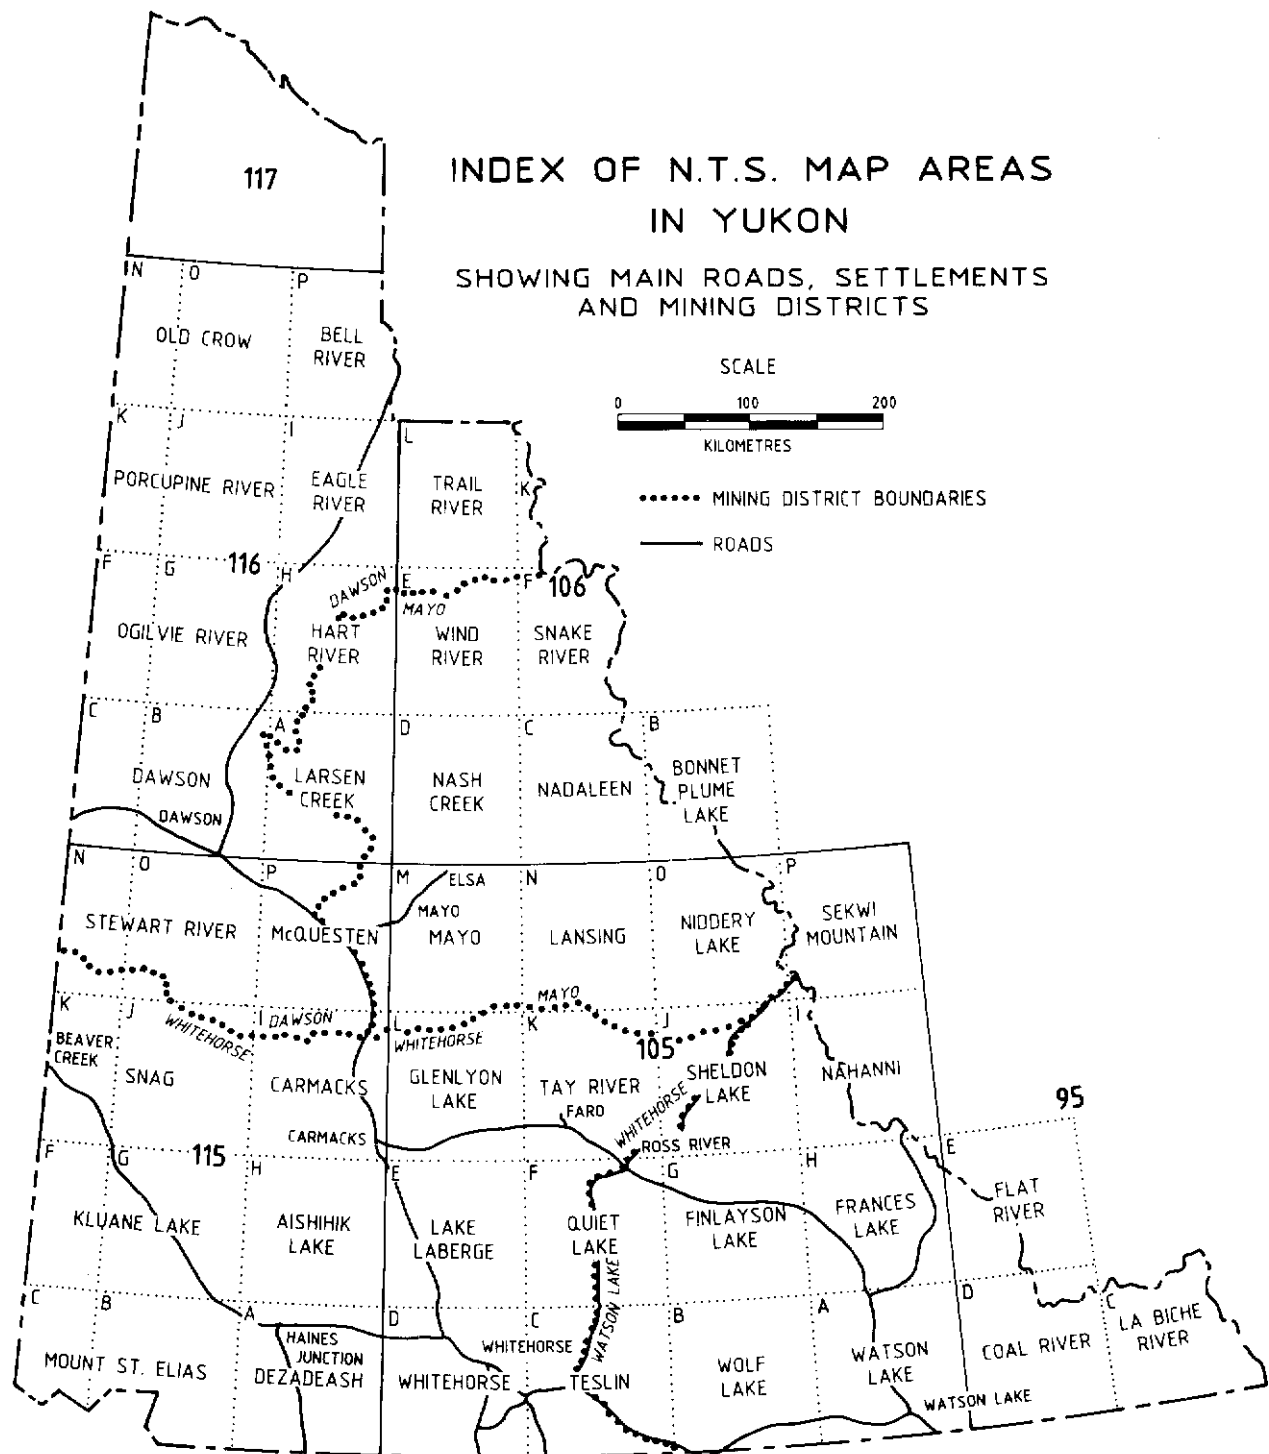 117
INDEX OF N.T.S. MAP AREAS
IN YUKON
SHOWING MAIN ROADS, SETTLEMENTS
AND MINING DISTRICTS
SCALE
0 100 200
KILOMETRES
MINING DISTRICT BOUNDARIES
ROADS
N O P
OLD CROW
BELL
RIVER
K J I L
PORCUPINE RIVER
EAGLE
RIVER
TRAIL
RIVER
K
F G 116 H
DAWSON
E
MAYO
F 106
OGILVIE RIVER
HART
RIVER
WIND
RIVER
SNAKE
RIVER
C B A D C B
DAWSON
DAWSON
LARSEN
CREEK
NASH
CREEK
NADALEEN
BONNET
PLUME
LAKE
N O P M ELSA N O P
STEWART RIVER
McQUESTEN
MAYO
MAYO
LANSING
NIDDERY
LAKE
SEKWI
MOUNTAIN
K J
WHITEHORSE
I DAWSON
L
WHITEHORSE
MAYO
K
J
105
I
BEAVER
CREEK
SNAG
CARMACKS
GLENLYON
LAKE
TAY RIVER
FARO
SHELDON
LAKE
WHITEHORSE
NAHANNI
95
CARMACKS
ROSS RIVER
F G 115 H E F G H E
KLUANE LAKE
AISHIHIK
LAKE
LAKE
LABERGE
QUIET
LAKE
WATSON LAKE
FINLAYSON
LAKE
FRANCES
LAKE
FLAT
RIVER
C B A D C B A D C
HAINES
JUNCTION
WHITEHORSE
MOUNT ST. ELIAS
DEZADEASH
WHITEHORSE
TESLIN
WOLF
LAKE
WATSON
LAKE
COAL RIVER
LA BICHE
RIVER
WATSON LAKE